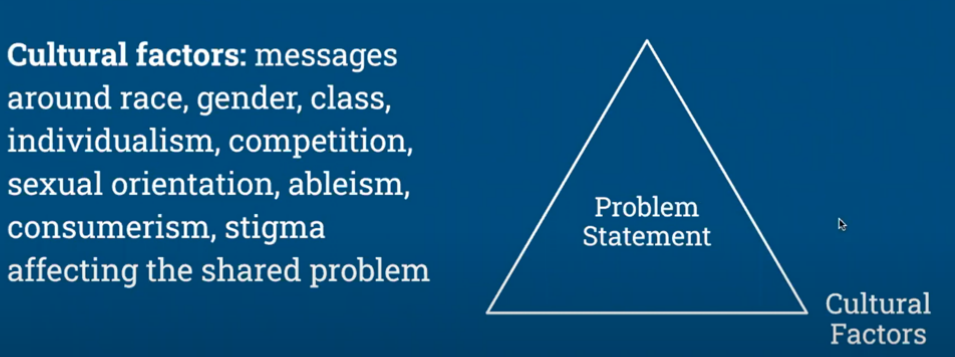 Cultural factors: messages
around race, gender, class,
individualism, competition,
sexual orientation, ableism,
consumerism, stigma
affecting the shared problem
Problem
Statement
Cultural
Factors